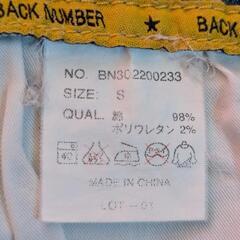 BACK NUMBER ★ BACK
NO. BN302200233
SIZE: S
QUAL. 綿 98%
ポリウレタン 2%
MADE IN CHINA
LOT-01